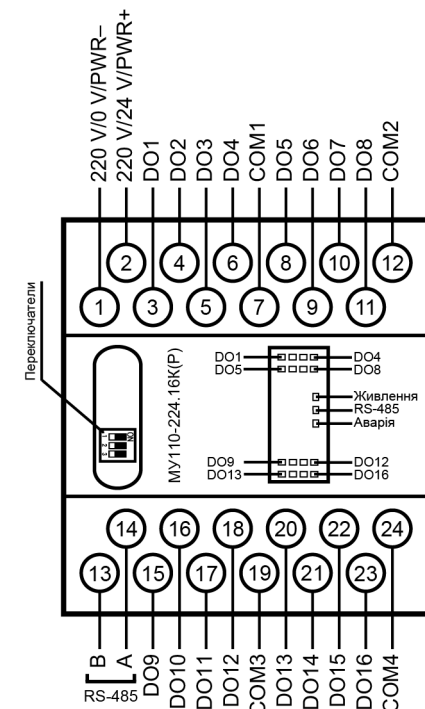 220 V/0 V/PWR–
220 V/24 V/PWR+
DO1
DO2
DO3
DO4
COM1
DO5
DO6
DO7
DO8
COM2
2
4
6
8
10
12
1
3
5
7
9
11
Переключатели
ON
1
2
3
МУ110-224.16К(Р)
DO1
DO4
DO5
DO8
Живлення
RS-485
Аварія
DO9
DO12
DO13
DO16
14
16
18
20
22
24
13
15
17
19
21
23
B
A
RS-485
DO9
DO10
DO11
DO12
COM3
DO13
DO14
DO15
DO16
COM4